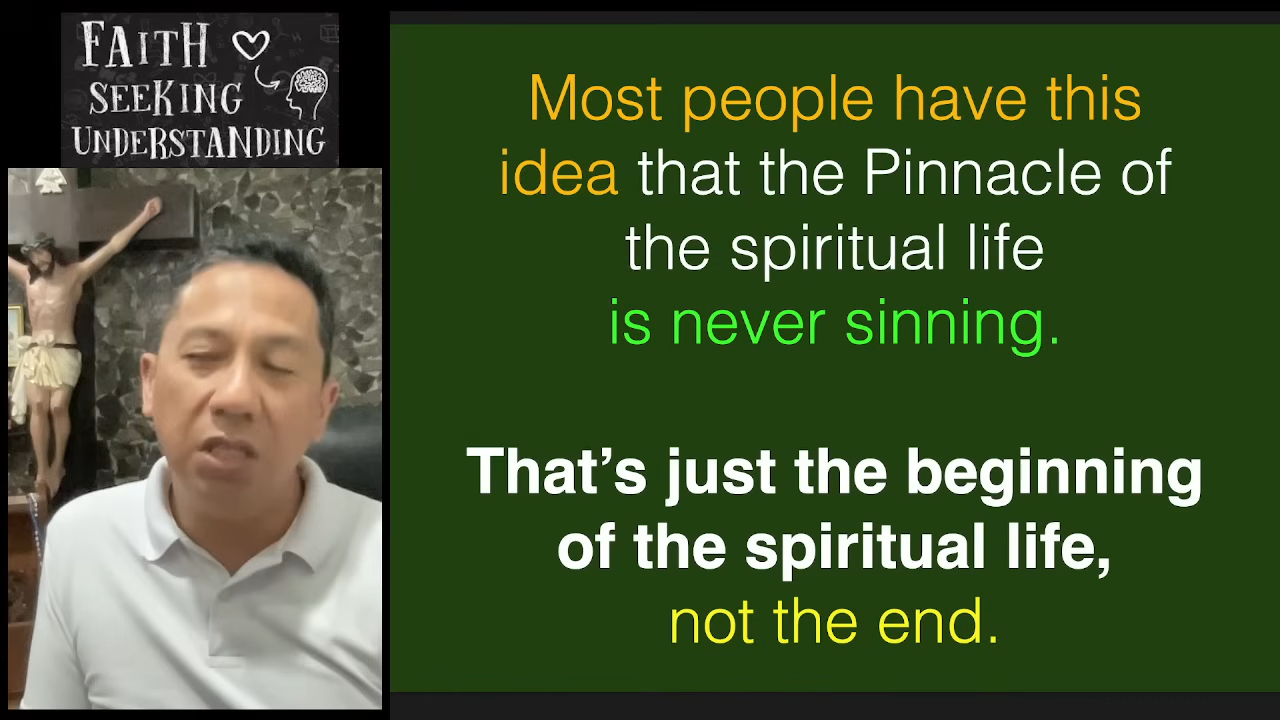 FAITH
SEEKING
UNDERSTANDING
Most people have this
idea that the Pinnacle of
the spiritual life
is never sinning.
That’s just the beginning
of the spiritual life,
not the end.